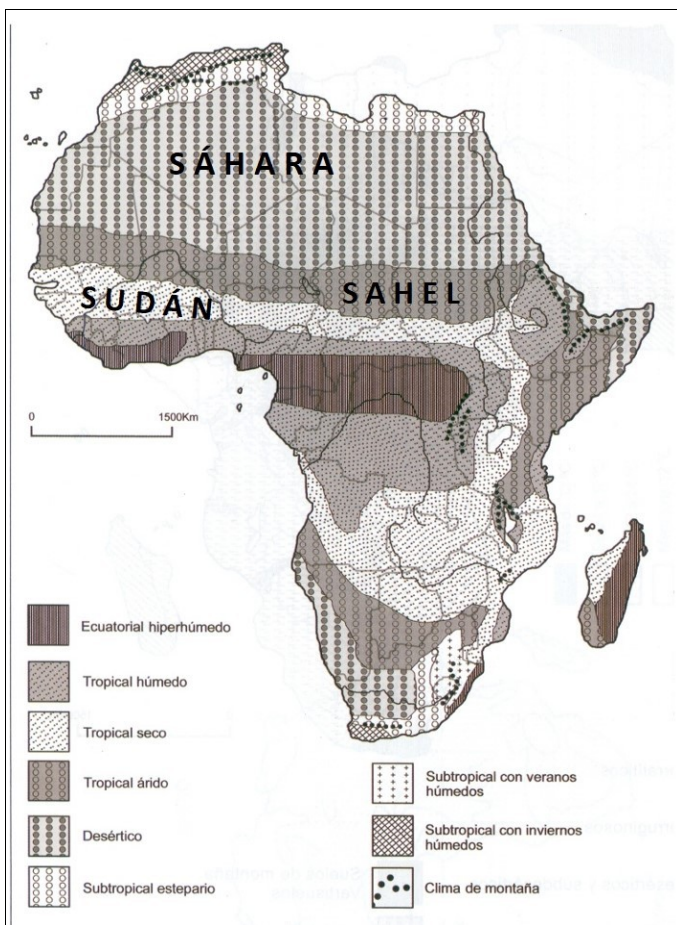 SÁHARA
SAHEL
SUDÁN
0 1500Km
Ecuatorial hiperhúmedo
Tropical húmedo
Tropical seco
Tropical árido
Desértico
Subtropical estepario
Subtropical con veranos
húmedos
Subtropical con inviernos
húmedos
Clima de montaña